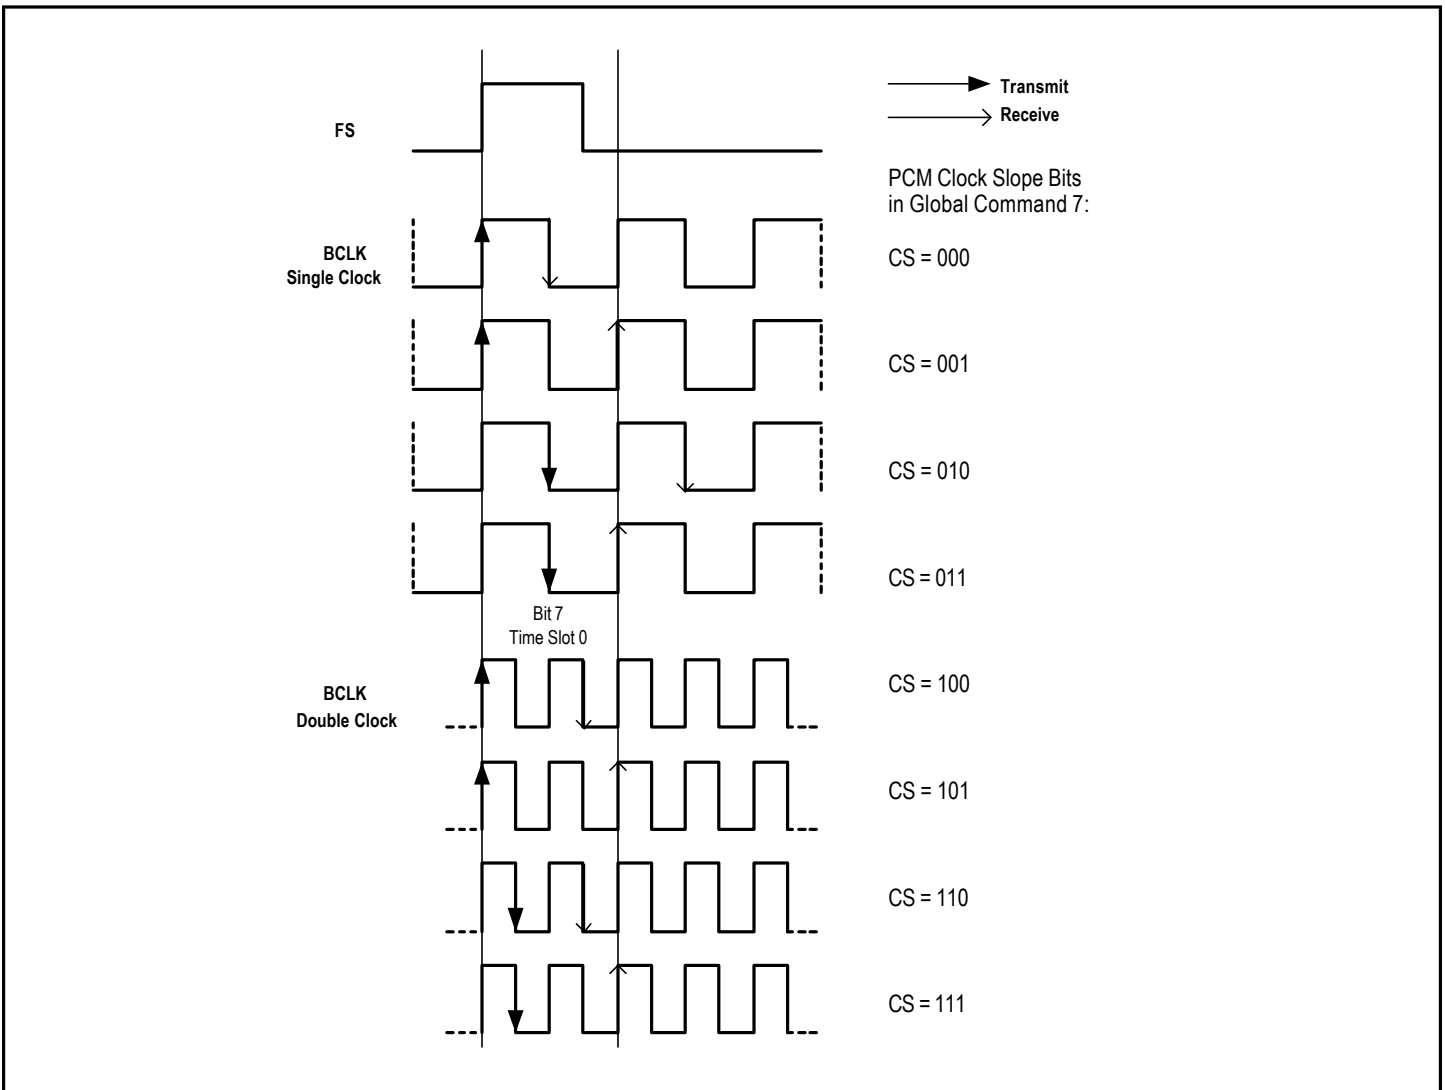 Transmit
Receive
FS
PCM Clock Slope Bits
in Global Command 7:
BCLK
Single Clock
CS = 000
CS = 001
CS = 010
CS = 011
Bit 7
Time Slot 0
BCLK
Double Clock
CS = 100
CS = 101
CS = 110
CS = 111